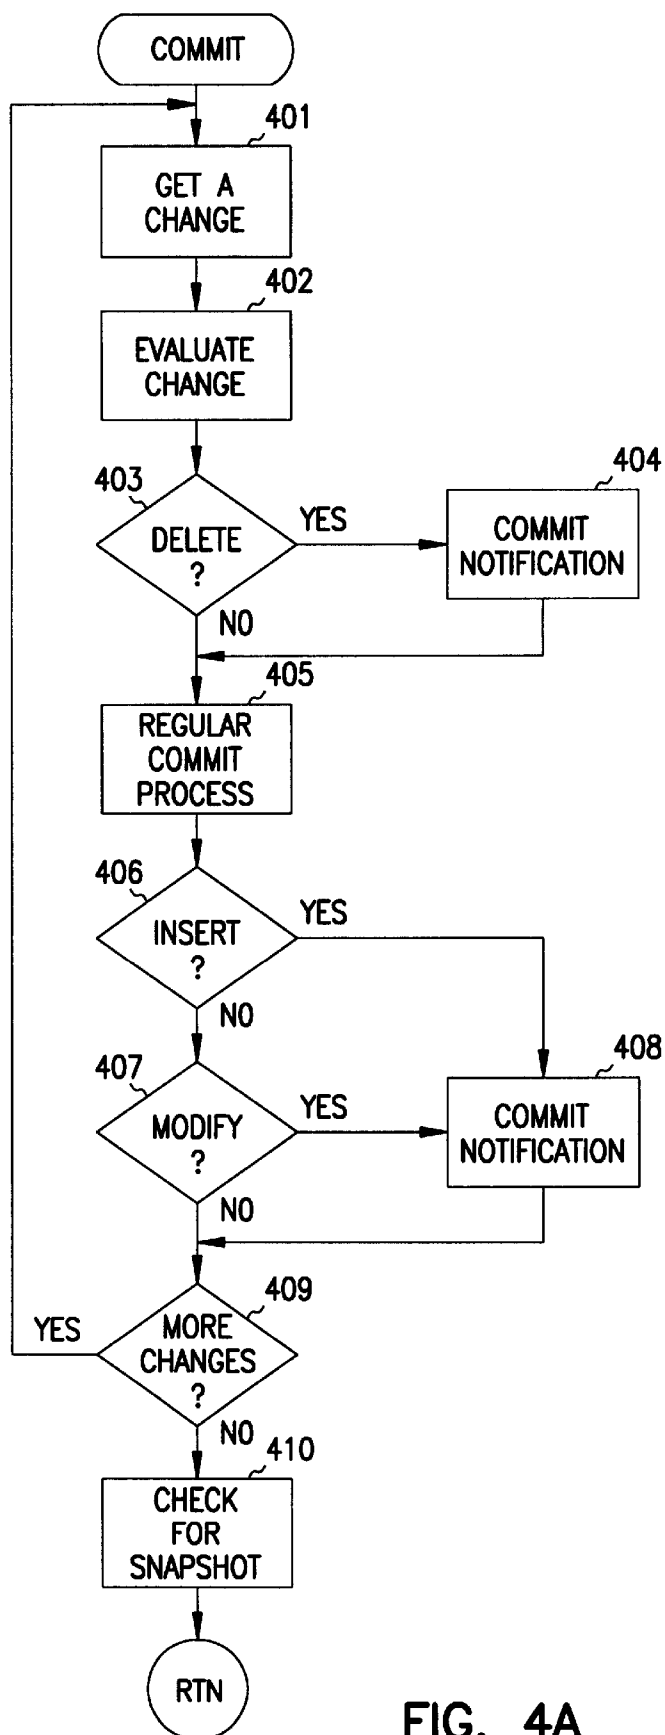 COMMIT
401
GET A
CHANGE
402
EVALUATE
CHANGE
403
DELETE
?
YES
NO
404
COMMIT
NOTIFICATION
405
REGULAR
COMMIT
PROCESS
406
INSERT
?
YES
NO
407
MODIFY
?
YES
NO
408
COMMIT
NOTIFICATION
409
MORE
CHANGES
?
YES
NO
410
CHECK
FOR
SNAPSHOT
RTN
FIG. 4A